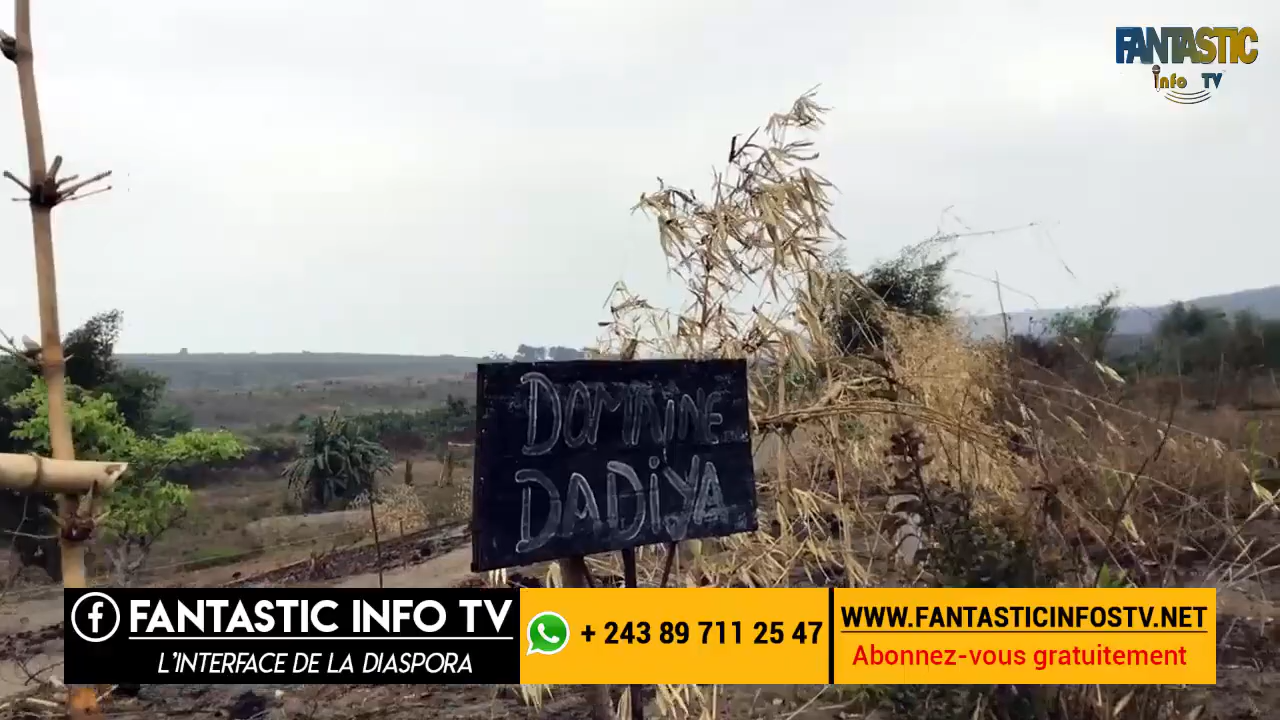 FANTASTIC
Info TV
DOMAINE
DADiYA
FANTASTIC INFO TV
L'INTERFACE DE LA DIASPORA
+ 243 89 711 25 47
WWW.FANTASTICINFOSTV.NET
Abonnez-vous gratuitement